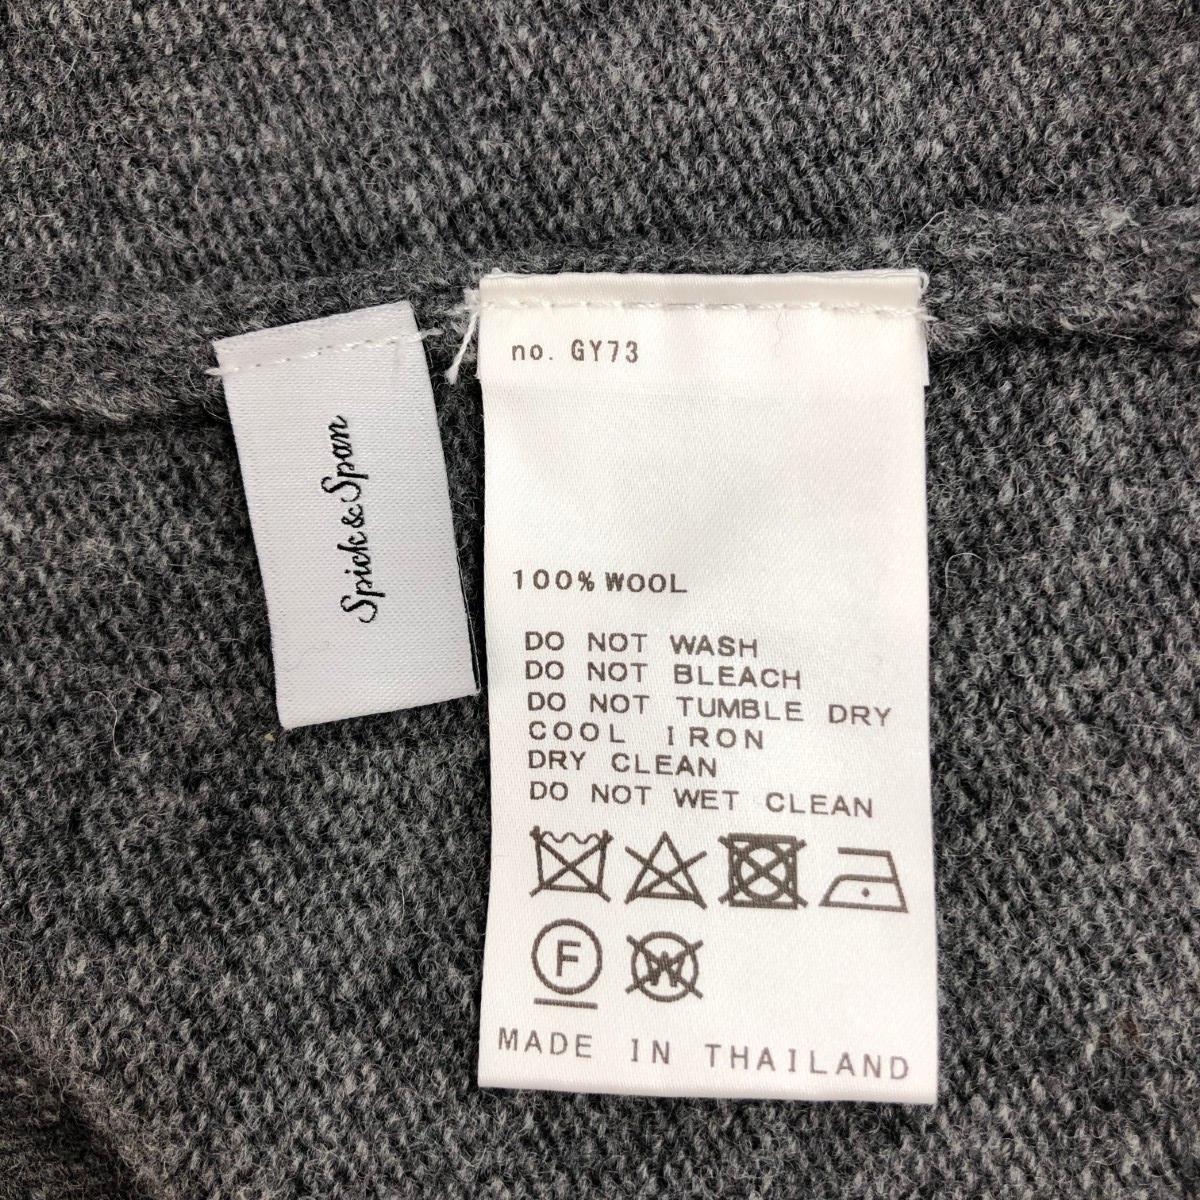 Spick & Span
no. GY73
100% WOOL
DO NOT WASH
DO NOT BLEACH
DO NOT TUMBLE DRY
COOL IRON
DRY CLEAN
DO NOT WET CLEAN
F W
MADE IN THAILAND